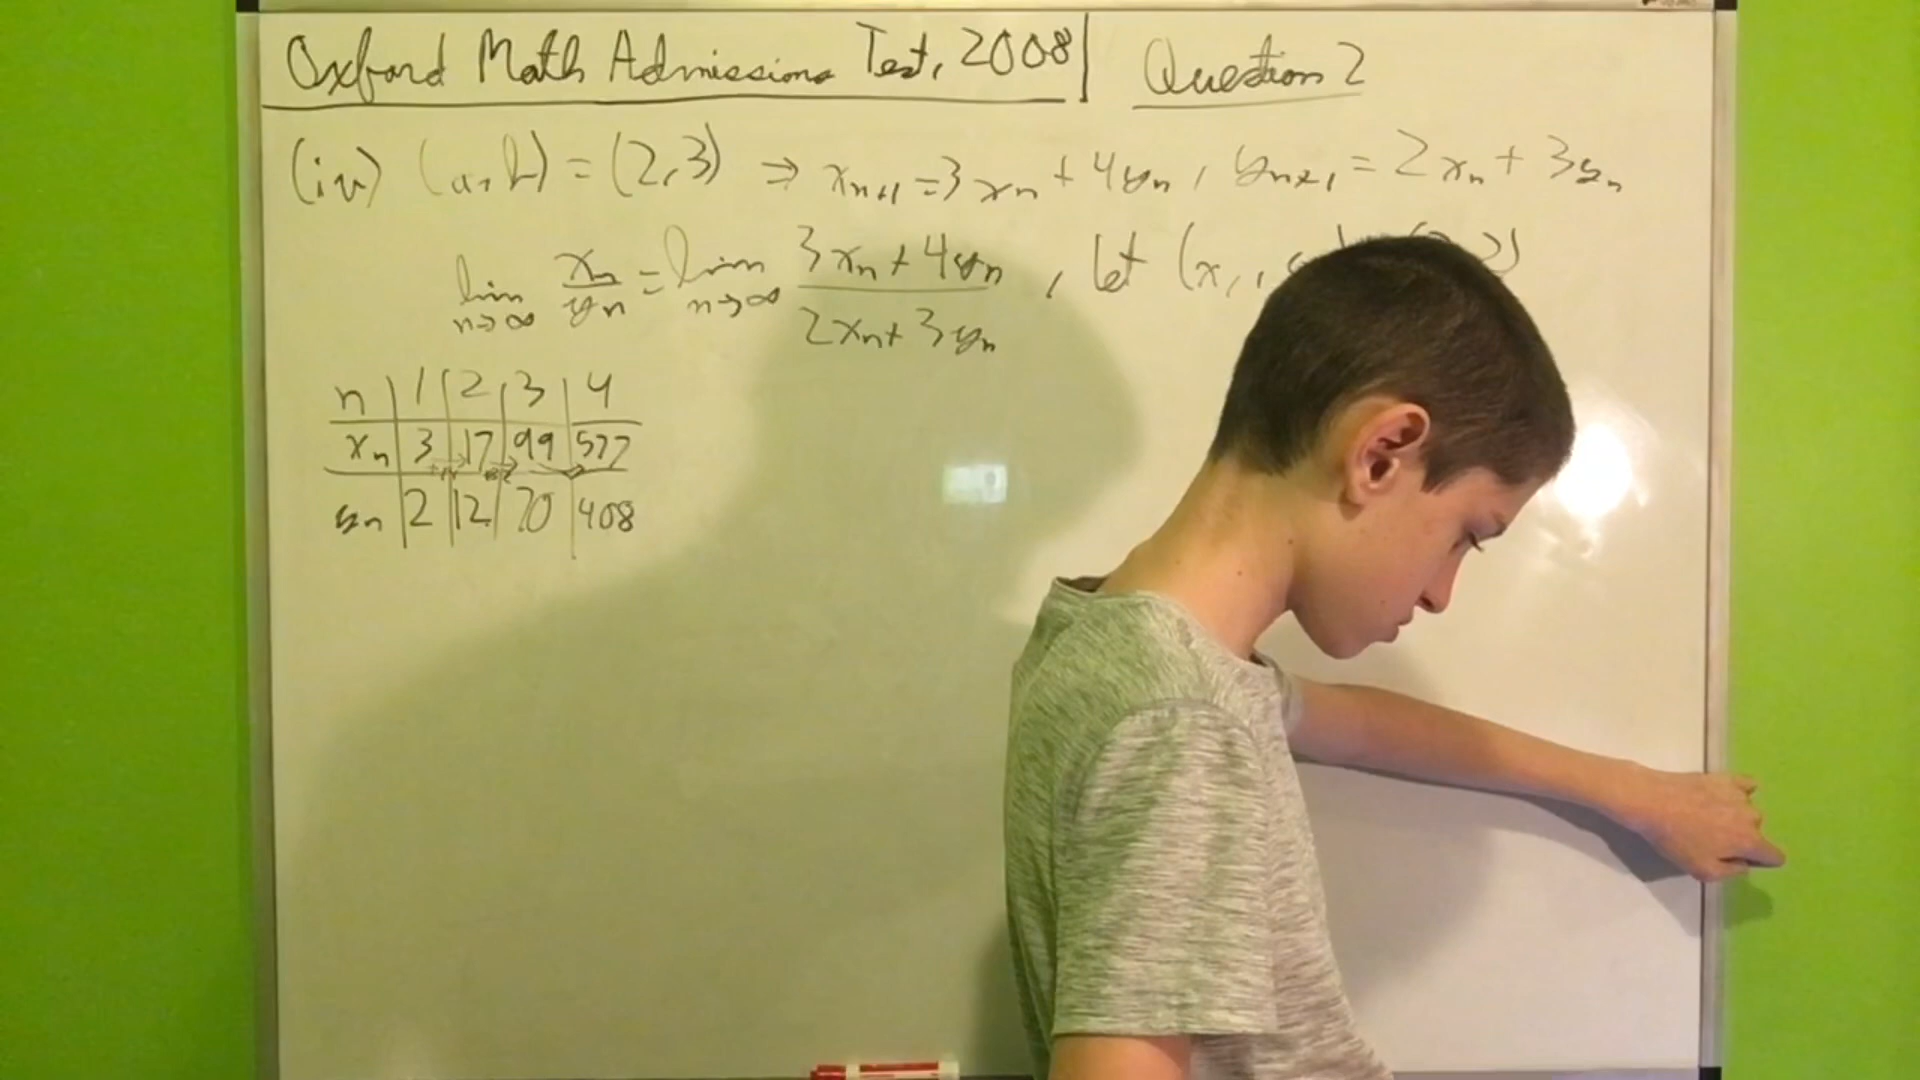 Oxford Math Admissions Test, 2008 | Question 2
(iv) (a, b) = (2, 3) ⇒ xₙ₊₁ = 3xₙ + 4yₙ, yₙ₊₁ = 2xₙ + 3yₙ
lim n→∞ xₙ/yₙ = lim n→∞ (3xₙ + 4yₙ)/(2xₙ + 3yₙ), let (x₁,
n | 1 | 2 | 3 | 4
xₙ | 3 | 17 | 99 | 577
yₙ | 2 | 12 | 70 | 408